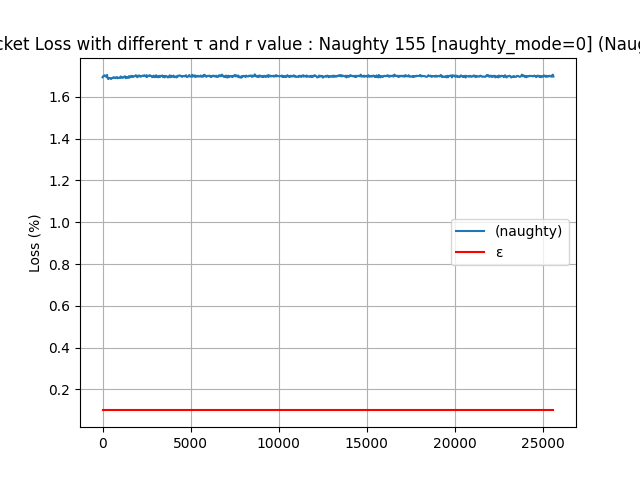 cket Loss with different τ and r value : Naughty 155 [naughty_mode=0] (Naug
1.6
1.4
1.2
1.0
0.8
0.6
0.4
0.2
Loss (%)
(naughty)
ε
0 5000 10000 15000 20000 25000